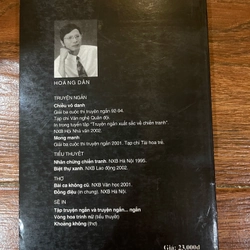 HOÀNG DÂN
TRUYỆN NGẮN
Chiều vô danh
Giải ba cuộc thi truyện ngắn 92-94.
Tạp chí Văn nghệ Quân đội.
In trong tuyển tập "Truyện ngắn xuất sắc về chiến tranh".
NXB Hội Nhà văn 2002.
Mong manh
Giải ba cuộc thi truyện ngắn 2001. Tạp chí Tài hoa trẻ.
TIỂU THUYẾT
Nhân chứng chiến tranh. NXB Hà Nội 1995.
Biệt thự xanh. NXB Lao động 2002.
THƠ
Bài ca không cũ. NXB Văn học 2001.
Đồng điệu (in chung), NXB Hà Nội.
SẼ IN
Tập truyện ngắn và truyện ngắn... ngắn
Vòng hoa trinh nữ (tiểu thuyết)
Khoảng không (thơ)
Giá: 23.000đ